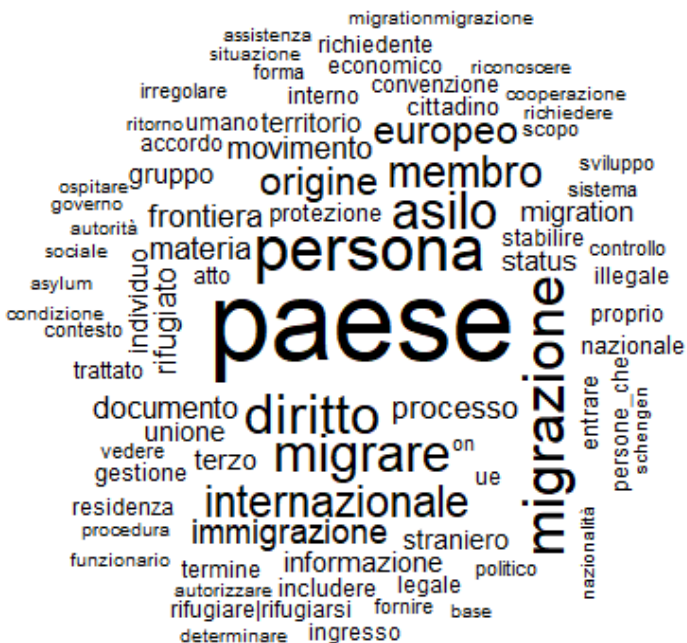 migrationmigrazione
assistenza
richiedente
situazione
forma
economico
riconoscere
irregolare
interno
convenzione
cooperazione
cittadino
richiedere
ritorno
umano
territorio
europeo
scopo
accordo
movimento
membro
sviluppo
gruppo
origine
sistema
ospitare
governo
frontiera
protezione
asilo
migration
autorità
stabilire
controllo
sociale
materia
persona
status
illegale
asylum
individuo
rifugiato
atto
condizione
contesto
paese
migrazione
proprio
nazionale
trattato
documento
diritto
processo
entrare
persone_che
schengen
unione
vedere
migrare
on
gestione
terzo
ue
residenza
internazionale
procedura
immigrazione
straniero
nazionalità
funzionario
termine
informazione
politico
autorizzare
includere
legale
rifugiare|rifugiarsi
fornire
base
determinare
ingresso